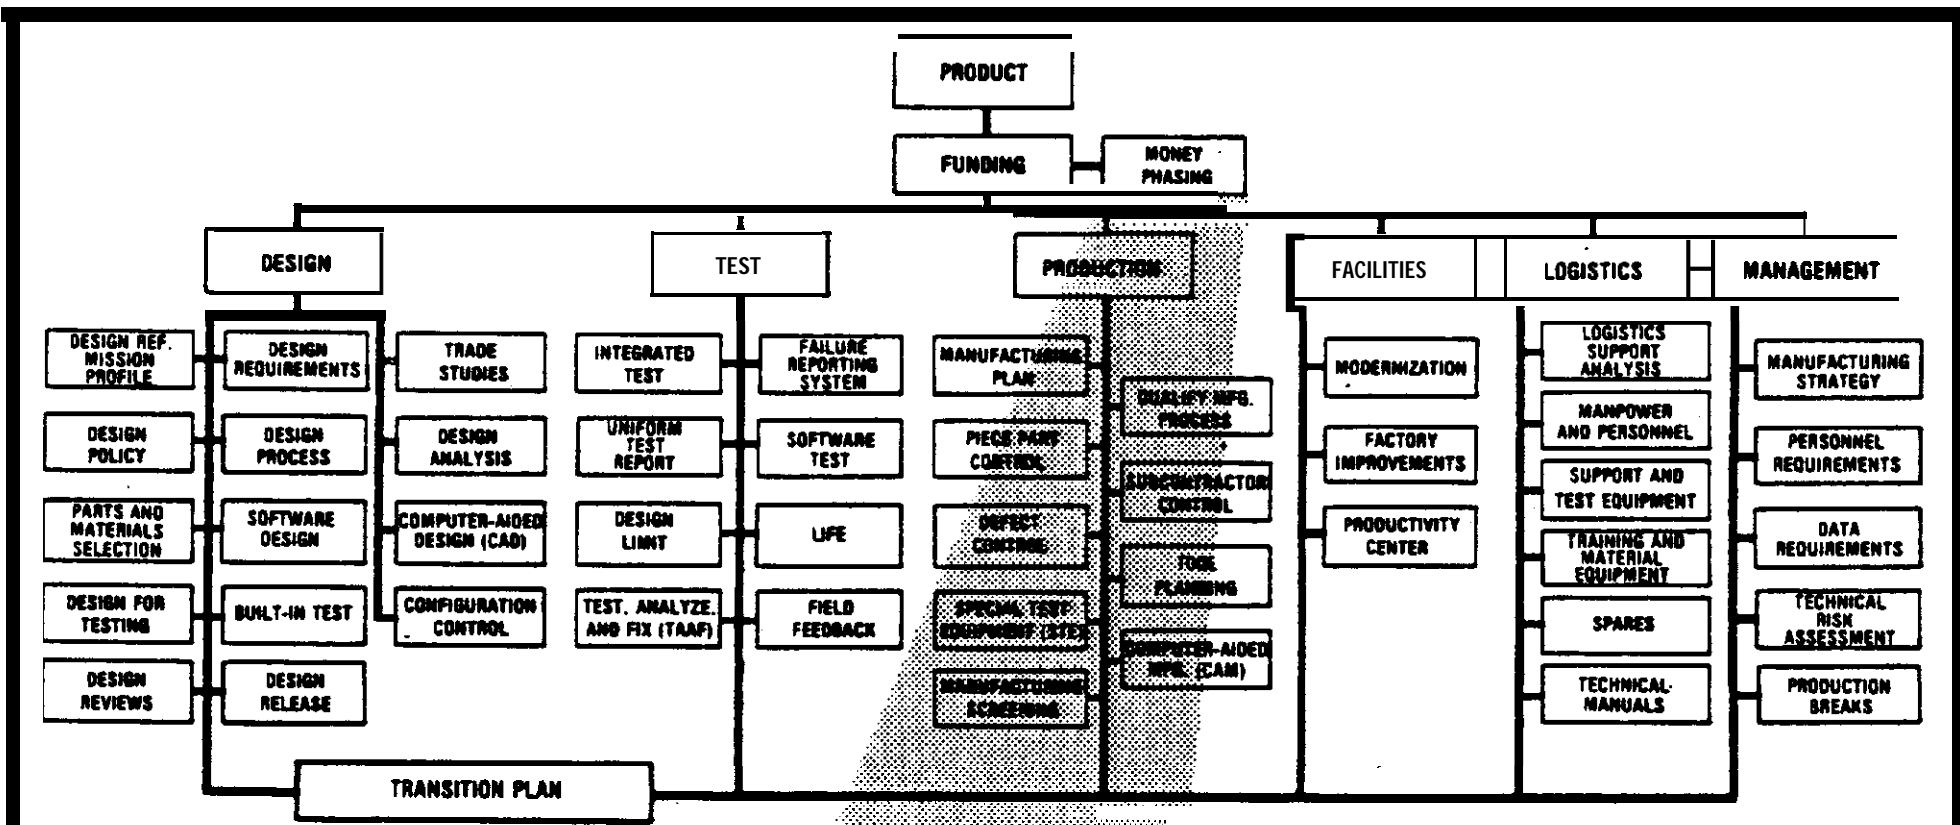 PRODUCT
FUNDING
MONEY
PHASING
DESIGN
TEST
PRODUCTION
FACILITIES
LOGISTICS
MANAGEMENT
DESIGN REF.
MISSION
PROFILE
DESIGN
REQUIREMENTS
TRADE
STUDIES
DESIGN
POLICY
DESIGN
PROCESS
DESIGN
ANALYSIS
PARTS AND
MATERIALS
SELECTION
SOFTWARE
DESIGN
COMPUTER-AIDED
DESIGN (CAD)
DESIGN FOR
TESTING
BUILT-IN TEST
CONFIGURATION
CONTROL
DESIGN
REVIEWS
DESIGN
RELEASE
INTEGRATED
TEST
FAILURE
REPORTING
SYSTEM
UNIFORM
TEST
REPORT
SOFTWARE
TEST
DESIGN
LIMIT
LIFE
TEST. ANALYZE.
AND FIX (TAAF)
FIELD
FEEDBACK
MANUFACTURING
PLAN
QUALIFY MFG.
PROCESS
PIECE PART
CONTROL
SUBCONTRACTOR
CONTROL
DEFECT
CONTROL
TOOL
PLANNING
SPECIAL TEST
EQUIPMENT (STE)
COMPUTER-AIDED
MFG. (CAM)
MANUFACTURING
SCREENING
MODERNIZATION
FACTORY
IMPROVEMENTS
PRODUCTIVITY
CENTER
LOGISTICS
SUPPORT
ANALYSIS
MANPOWER
AND PERSONNEL
SUPPORT AND
TEST EQUIPMENT
TRAINING AND
MATERIAL
EQUIPMENT
SPARES
TECHNICAL
MANUALS
MANUFACTURING
STRATEGY
PERSONNEL
REQUIREMENTS
DATA
REQUIREMENTS
TECHNICAL
RISK
ASSESSMENT
PRODUCTION
BREAKS
TRANSITION PLAN